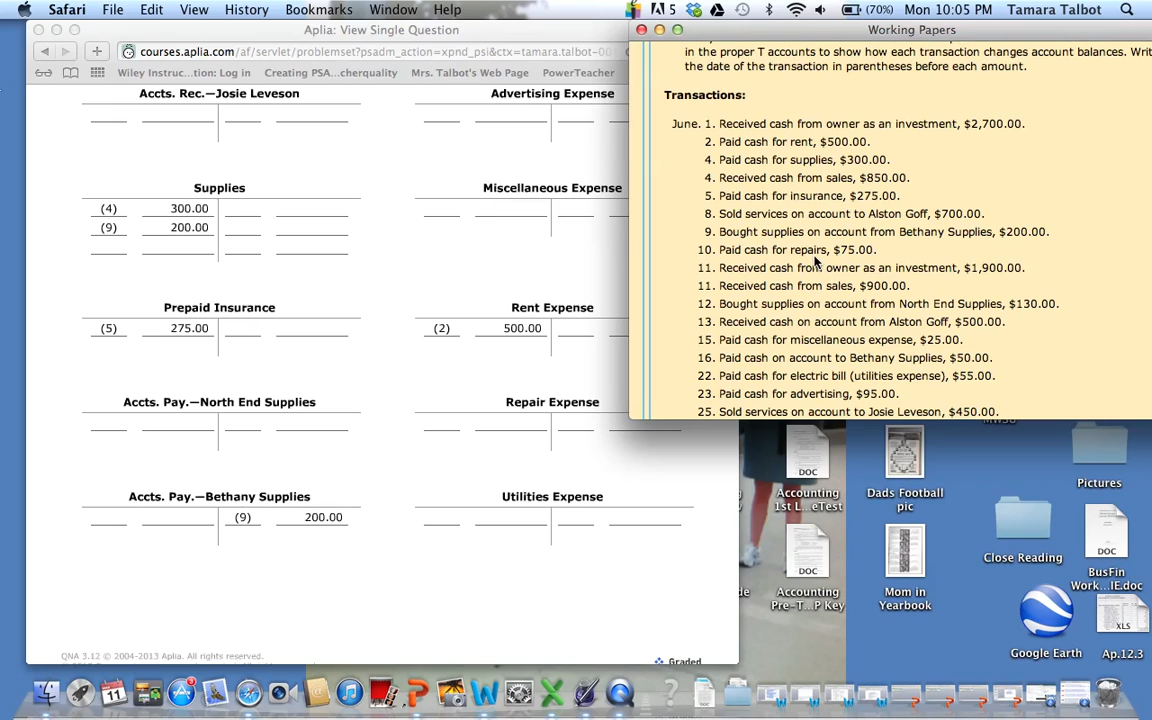 Safari File Edit View History Bookmarks Window Help
5 (70%) Mon 10:05 PM Tamara Talbot
Aplia: View Single Question
courses.aplia.com/af/servlet/problemset?psadm_action=xpnd_psi&ctx=tamara.talbot-00
Wiley Instruc...tion: Log in Creating PSA...cherquality Mrs. Talbot's Web Page PowerTeacher
Accts. Rec.—Josie Leveson
Advertising Expense
Supplies
Miscellaneous Expense
(4) 300.00
(9) 200.00
Prepaid Insurance
Rent Expense
(5) 275.00
(2) 500.00
Accts. Pay.—North End Supplies
Repair Expense
Accts. Pay.—Bethany Supplies
Utilities Expense
(9) 200.00
QNA 3.12 © 2004-2013 Aplia. All rights reserved.
Graded
Working Papers
in the proper T accounts to show how each transaction changes account balances. Writ
the date of the transaction in parentheses before each amount.
Transactions:
June. 1. Received cash from owner as an investment, $2,700.00.
2. Paid cash for rent, $500.00.
4. Paid cash for supplies, $300.00.
4. Received cash from sales, $850.00.
5. Paid cash for insurance, $275.00.
8. Sold services on account to Alston Goff, $700.00.
9. Bought supplies on account from Bethany Supplies, $200.00.
10. Paid cash for repairs, $75.00.
11. Received cash from owner as an investment, $1,900.00.
11. Received cash from sales, $900.00.
12. Bought supplies on account from North End Supplies, $130.00.
13. Received cash on account from Alston Goff, $500.00.
15. Paid cash for miscellaneous expense, $25.00.
16. Paid cash on account to Bethany Supplies, $50.00.
22. Paid cash for electric bill (utilities expense), $55.00.
23. Paid cash for advertising, $95.00.
25. Sold services on account to Josie Leveson, $450.00.
DOC
Accounting
1st L...eTest
Dads Football
pic
Pictures
Close Reading
DOC
BusFin
Work...IE.doc
DOC
Accounting
Pre-T...P Key
Mom in
Yearbook
Google Earth
XLS
Ap.12.3
11